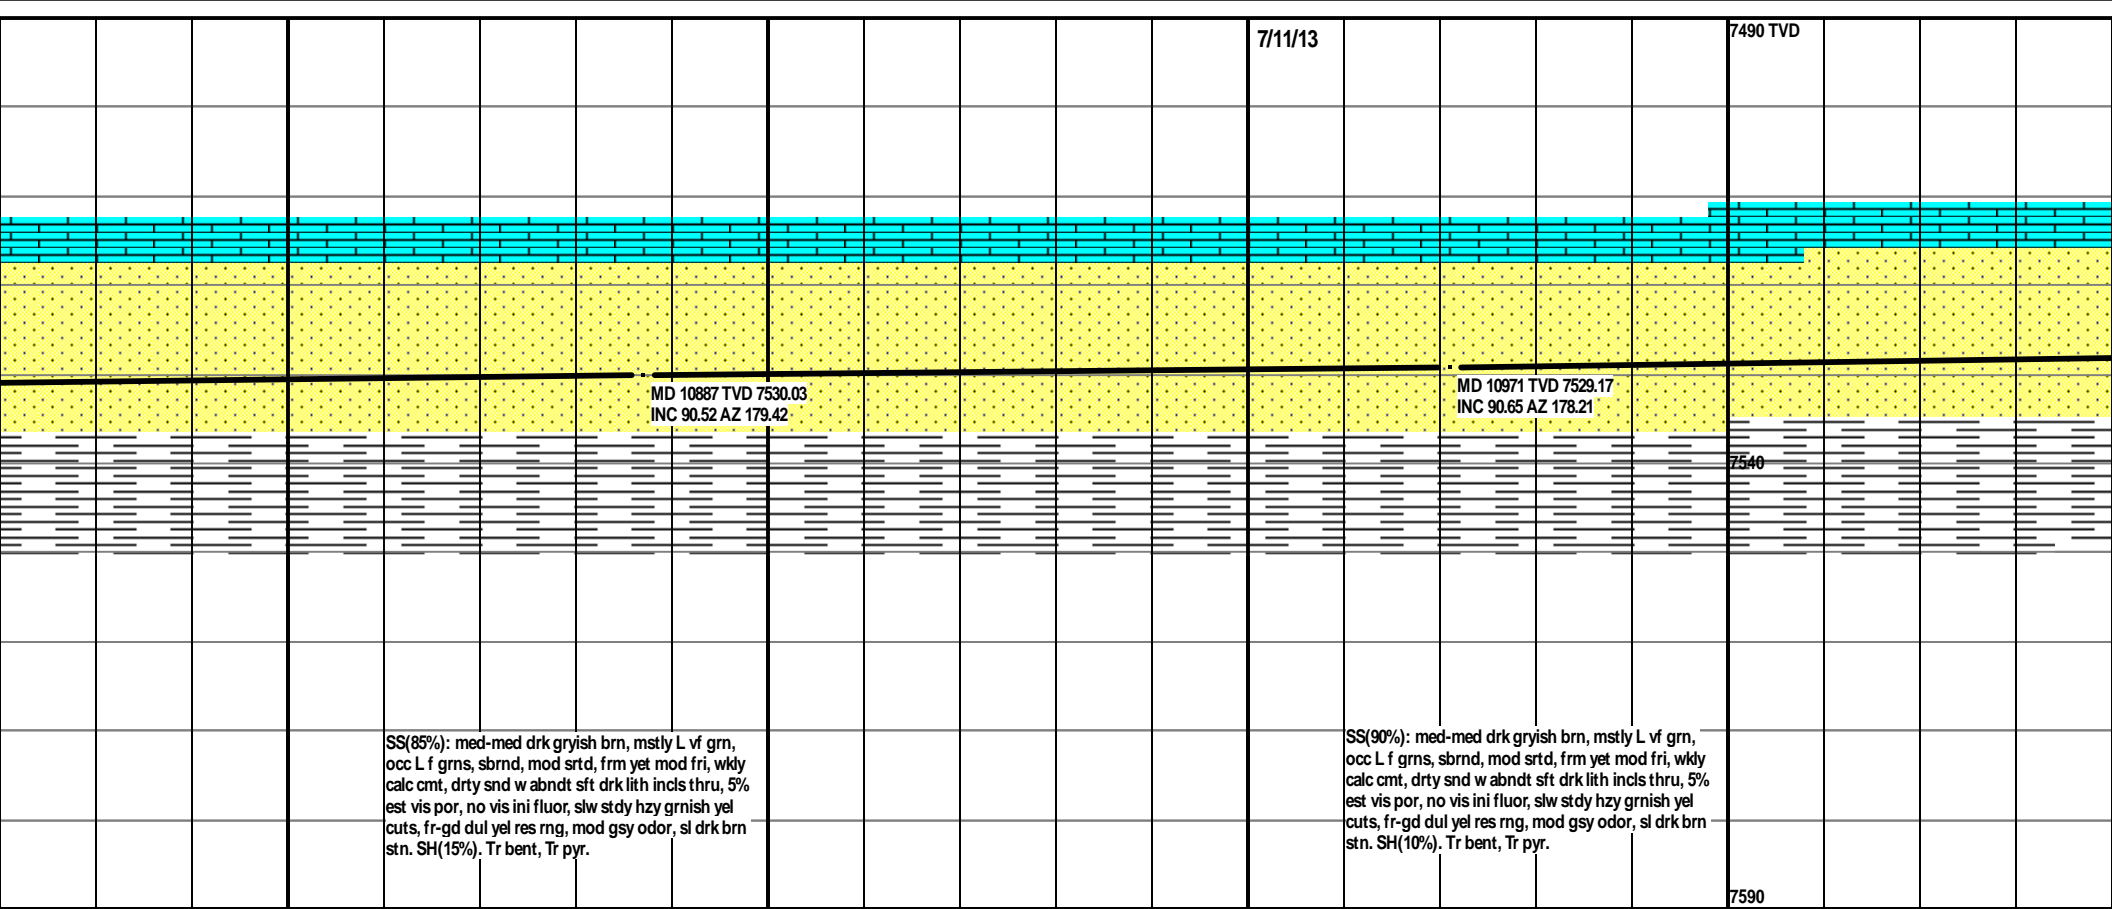 7/11/13
7490 TVD
MD 10887 TVD 7530.03
INC 90.52 AZ 179.42
MD 10971 TVD 7529.17
INC 90.65 AZ 178.21
7540
SS(85%): med-med drk gryish brn, mstly L vf grn,
occ L f grns, sbrnd, mod srtd, frm yet mod fri, wkly
calc cmt, drty snd w abndt sft drk lith incls thru, 5%
est vis por, no vis ini fluor, slw stdy hzy grnish yel
cuts, fr-gd dul yel res rng, mod gsy odor, sl drk brn
stn. SH(15%). Tr bent, Tr pyr.
SS(90%): med-med drk gryish brn, mstly L vf grn,
occ L f grns, sbrnd, mod srtd, frm yet mod fri, wkly
calc cmt, drty snd w abndt sft drk lith incls thru, 5%
est vis por, no vis ini fluor, slw stdy hzy grnish yel
cuts, fr-gd dul yel res rng, mod gsy odor, sl drk brn
stn. SH(10%). Tr bent, Tr pyr.
7590